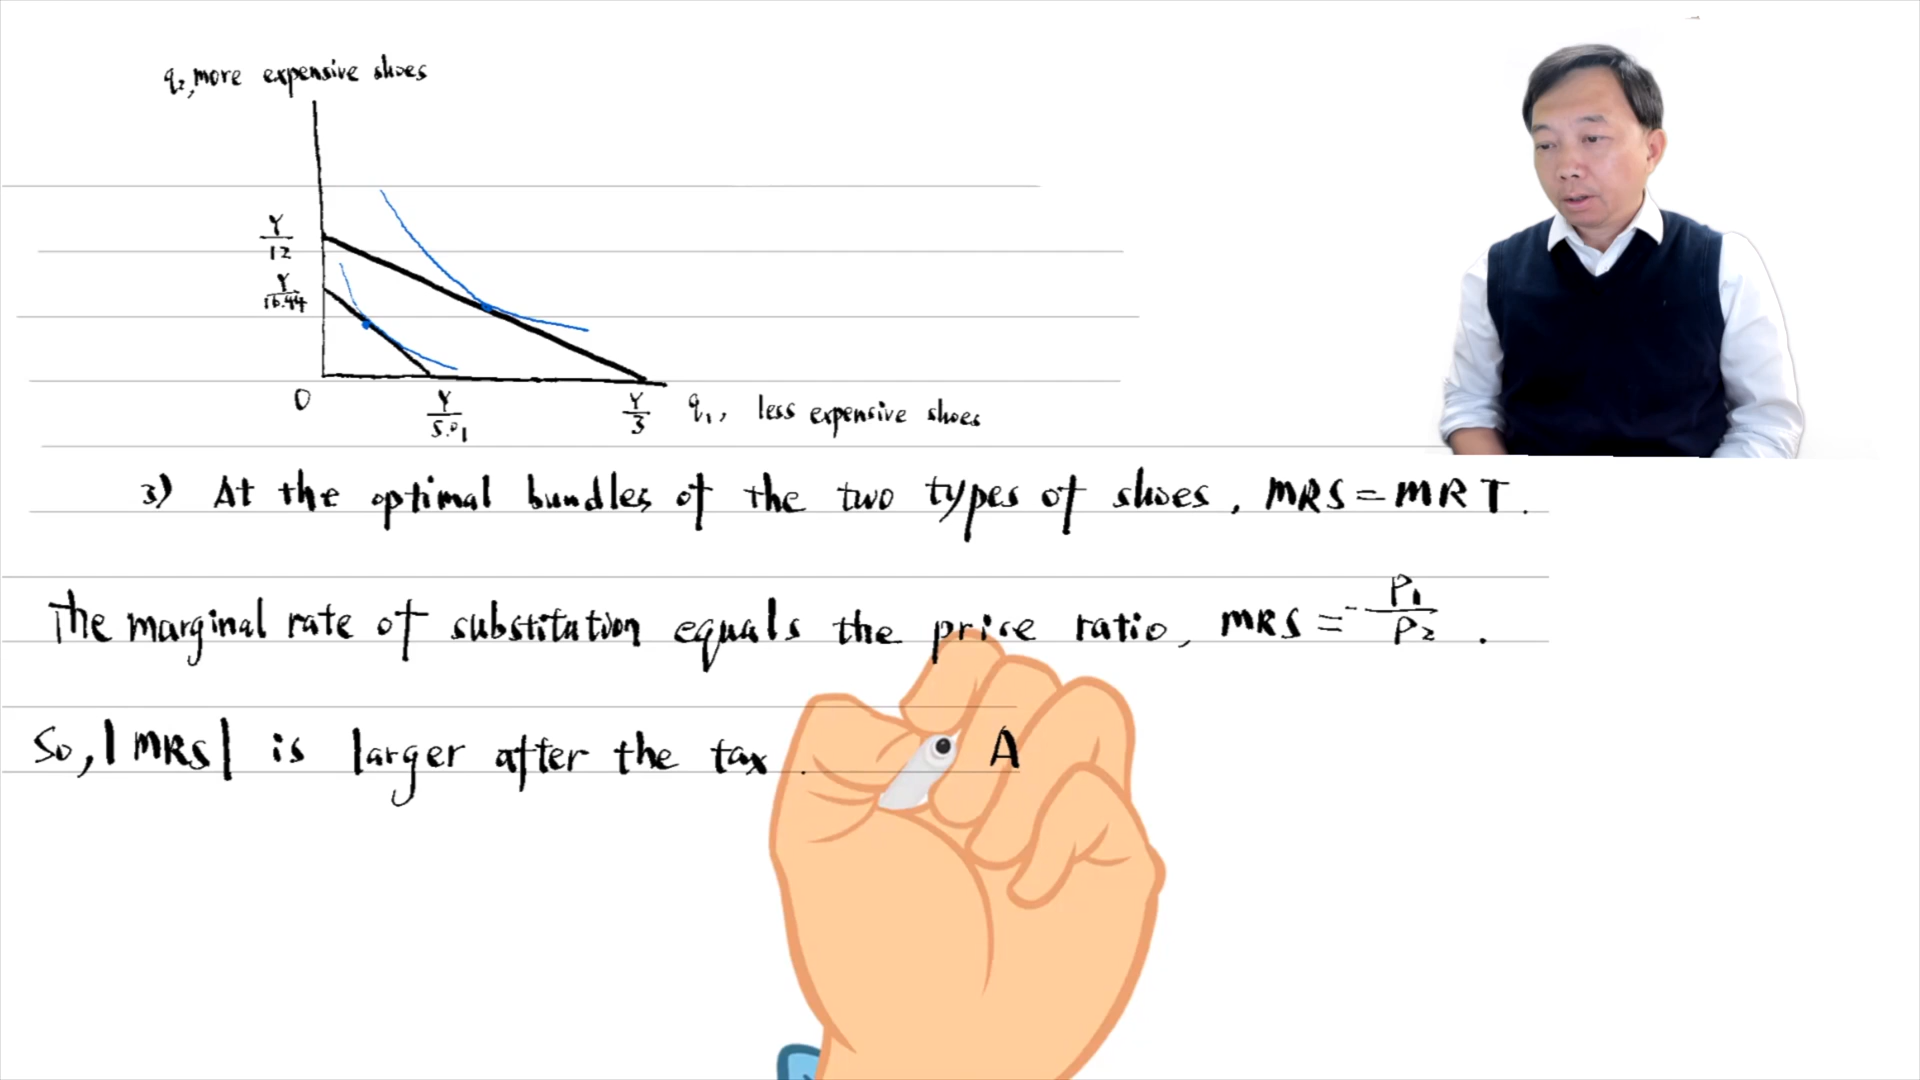 q₂, more expensive shoes
Y/12
Y/16.44
0
Y/5.01
Y/3
q₁, less expensive shoes
3) At the optimal bundles of the two types of shoes, MRS = MRT.
The marginal rate of substitution equals the price ratio, MRS = -P₁/P₂.
So, |MRS| is larger after the tax. A